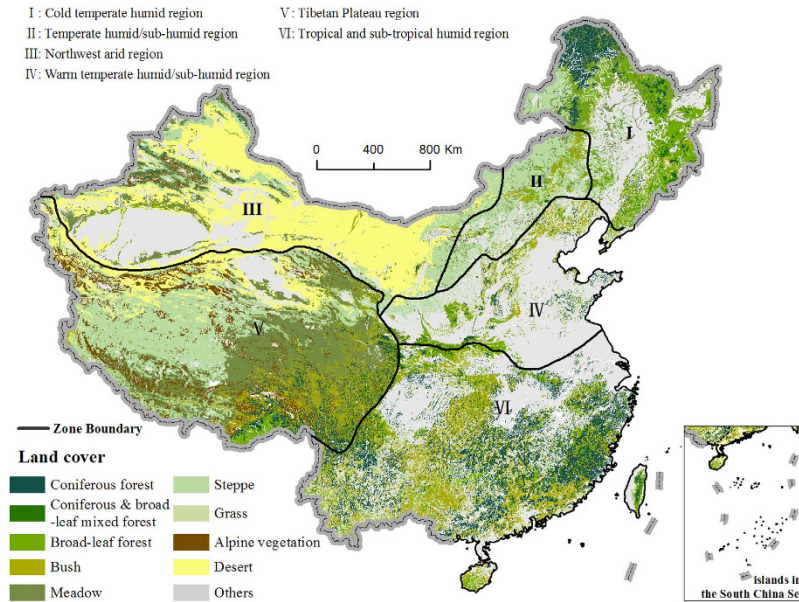 I : Cold temperate humid region
II : Temperate humid/sub-humid region
III: Northwest arid region
IV: Warm temperate humid/sub-humid region
V : Tibetan Plateau region
VI: Tropical and sub-tropical humid region
0 400 800 Km
I
II
III
IV
V
VI
Zone Boundary
Land cover
Coniferous forest
Coniferous & broad
-leaf mixed forest
Broad-leaf forest
Bush
Meadow
Steppe
Grass
Alpine vegetation
Desert
Others
islands in
the South China Se